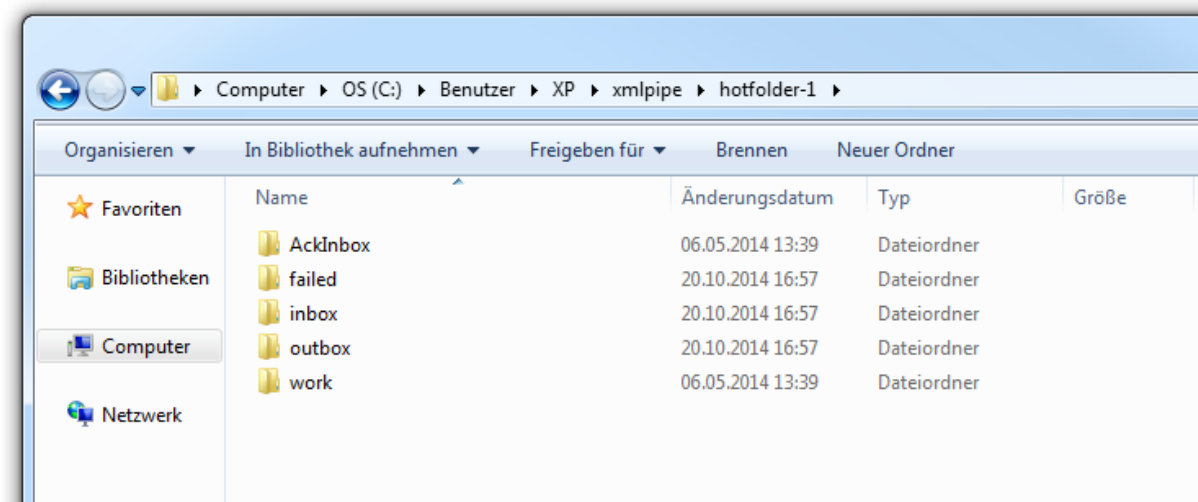 Computer OS (C:) Benutzer XP xmlpipe hotfolder-1
Organisieren In Bibliothek aufnehmen Freigeben für Brennen Neuer Ordner
Favoriten
Bibliotheken
Computer
Netzwerk
Name Änderungsdatum Typ Größe
AckInbox 06.05.2014 13:39 Dateiordner
failed 20.10.2014 16:57 Dateiordner
inbox 20.10.2014 16:57 Dateiordner
outbox 20.10.2014 16:57 Dateiordner
work 06.05.2014 13:39 Dateiordner